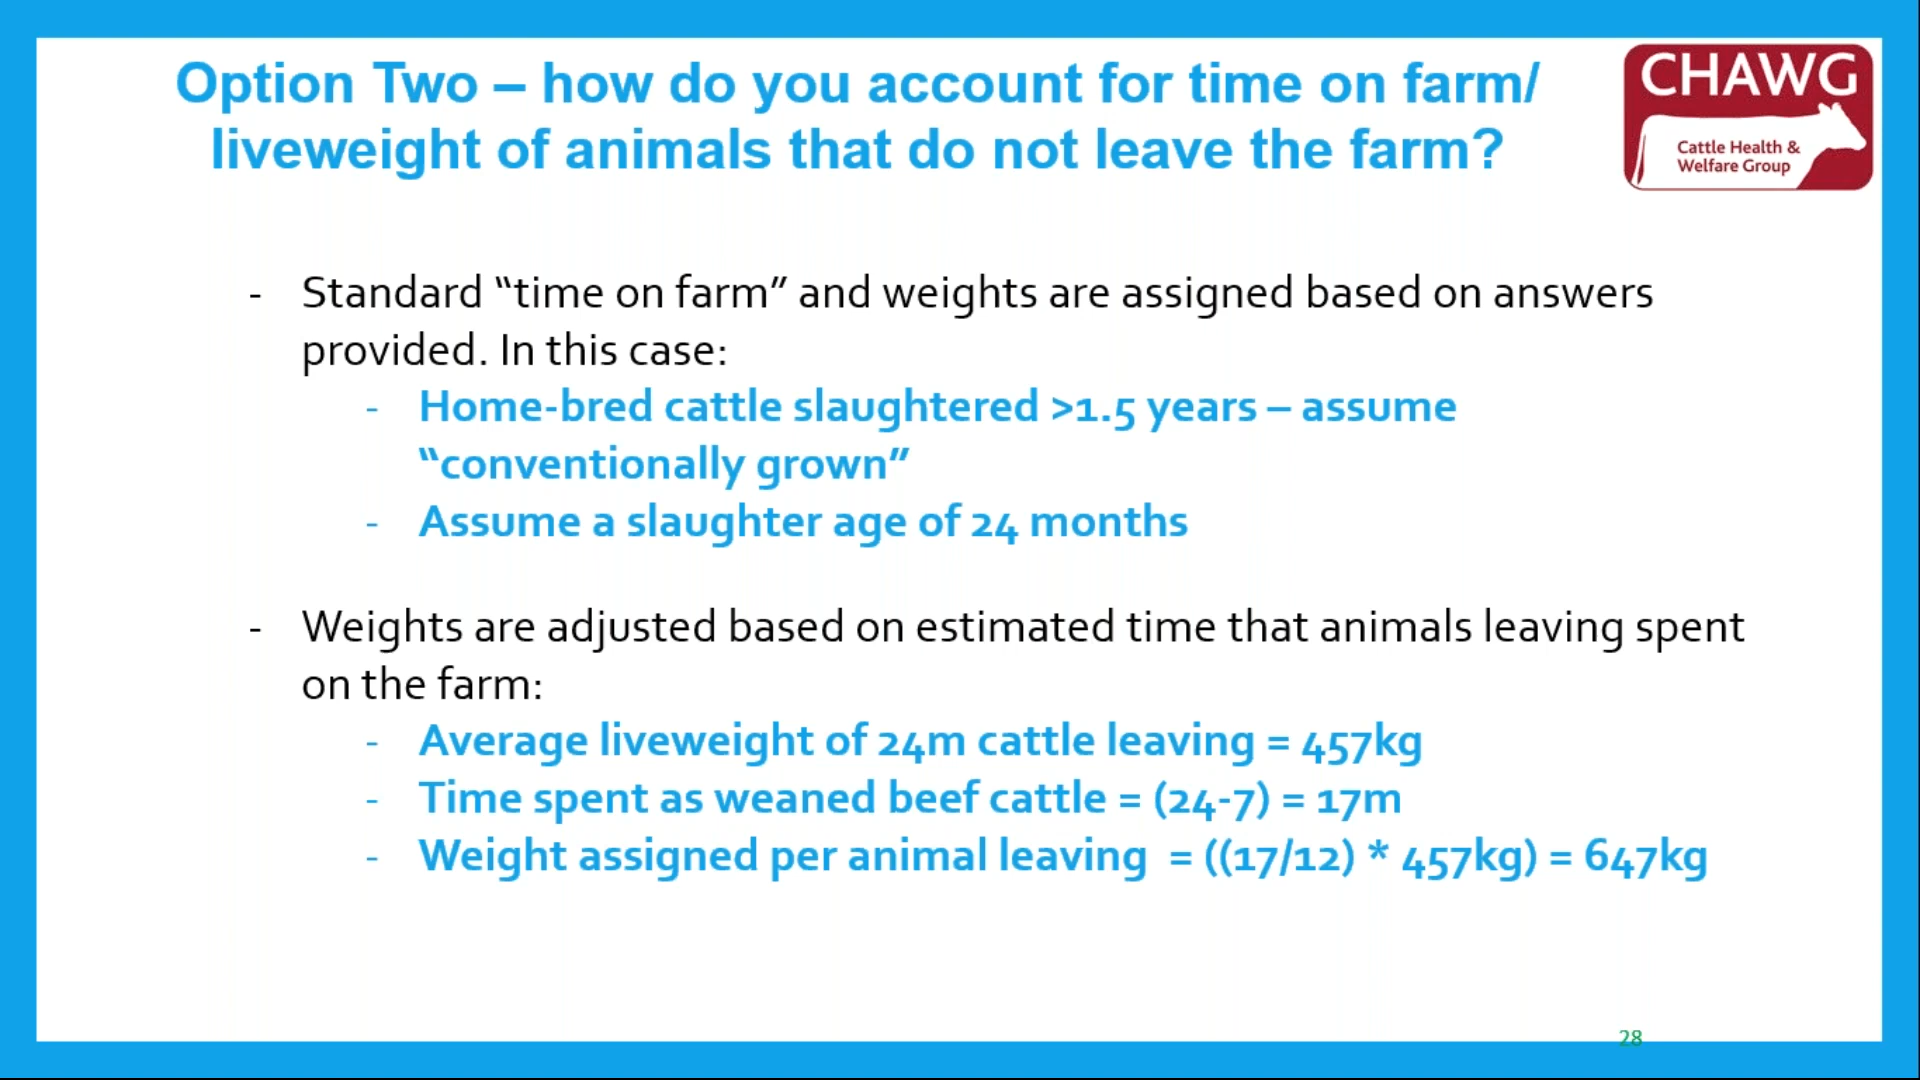 Option Two – how do you account for time on farm/
liveweight of animals that do not leave the farm?
CHAWG
Cattle Health &
Welfare Group
- Standard “time on farm” and weights are assigned based on answers
provided. In this case:
- Home-bred cattle slaughtered >1.5 years – assume
“conventionally grown”
- Assume a slaughter age of 24 months
- Weights are adjusted based on estimated time that animals leaving spent
on the farm:
- Average liveweight of 24m cattle leaving = 457kg
- Time spent as weaned beef cattle = (24-7) = 17m
- Weight assigned per animal leaving = ((17/12) * 457kg) = 647kg
28